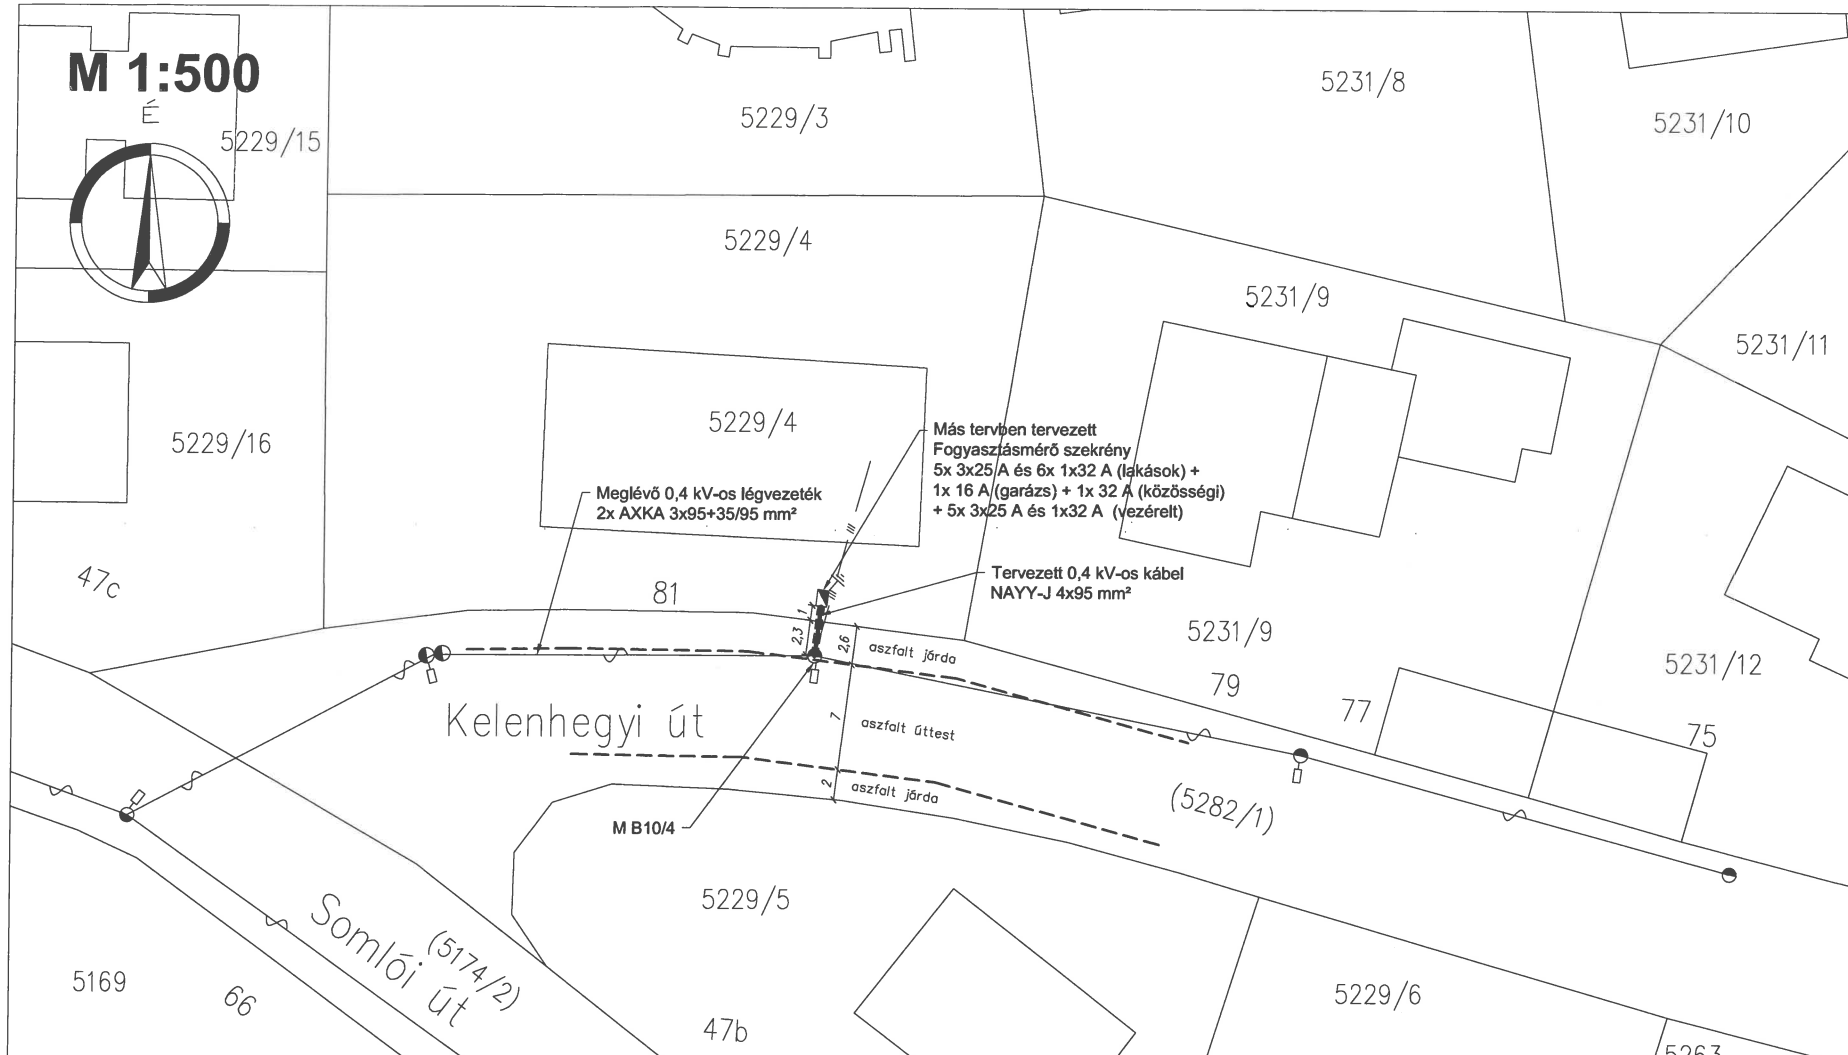 M 1:500
É
5229/15
5229/3
5231/8
5231/10
5229/4
5231/9
5231/11
5229/4
5229/16
Más tervben tervezett
Fogyasztásmérő szekrény
5x 3x25 A és 6x 1x32 A (lakások) +
1x 16 A (garázs) + 1x 32 A (közösségi)
+ 5x 3x25 A és 1x32 A (vezérelt)
Meglévő 0,4 kV-os légvezeték
2x AXKA 3x95+35/95 mm²
Tervezett 0,4 kV-os kábel
NAYY-J 4x95 mm²
47c
81
1
2,3
2,6
aszfalt járda
5231/9
5231/12
79
77
75
Kelenhegyi út
7
aszfalt úttest
2
aszfalt járda
(5282/1)
M B10/4
5229/5
Somlói út
(5174/2)
5169
66
47b
5229/6
5263